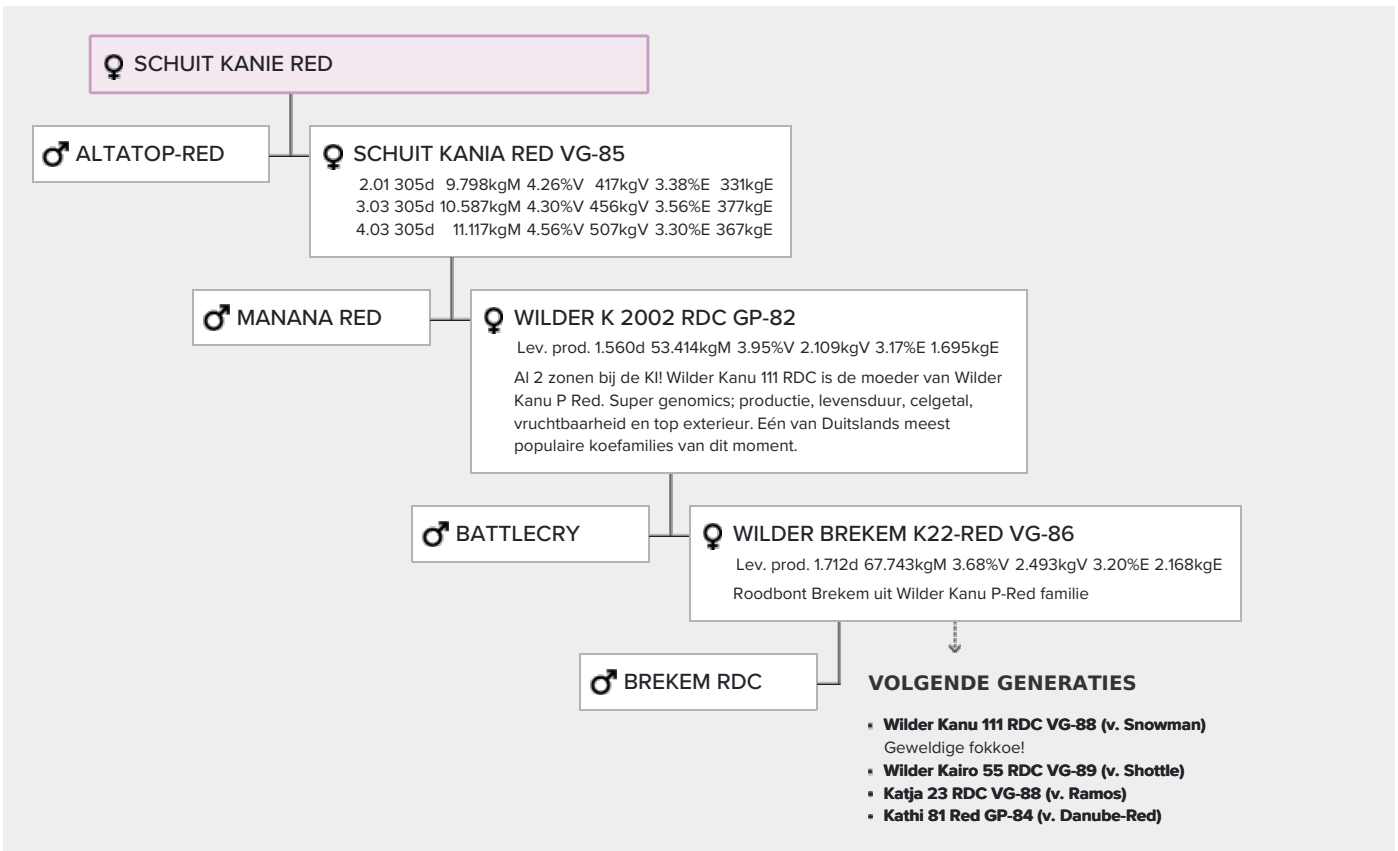 SCHUIT KANIE RED
ALTATOP-RED
SCHUIT KANIA RED VG-85
2.01 305d 9.798kgM 4.26%V 417kgV 3.38%E 331kgE
3.03 305d 10.587kgM 4.30%V 456kgV 3.56%E 377kgE
4.03 305d 11.117kgM 4.56%V 507kgV 3.30%E 367kgE
MANANA RED
WILDER K 2002 RDC GP-82
Lev. prod. 1.560d 53.414kgM 3.95%V 2.109kgV 3.17%E 1.695kgE
Al 2 zonen bij de KI! Wilder Kanu 111 RDC is de moeder van Wilder
Kanu P Red. Super genomics; productie, levensduur, celgetal,
vruchtbaarheid en top exterieur. Eén van Duitslands meest
populaire koefamilies van dit moment.
BATTLECRY
WILDER BREKEM K22-RED VG-86
Lev. prod. 1.712d 67.743kgM 3.68%V 2.493kgV 3.20%E 2.168kgE
Roodbont Brekem uit Wilder Kanu P-Red familie
BREKEM RDC
VOLGENDE GENERATIES
▪ Wilder Kanu 111 RDC VG-88 (v. Snowman)
Geweldige fokkoe!
▪ Wilder Kairo 55 RDC VG-89 (v. Shottle)
▪ Katja 23 RDC VG-88 (v. Ramos)
▪ Kathi 81 Red GP-84 (v. Danube-Red)